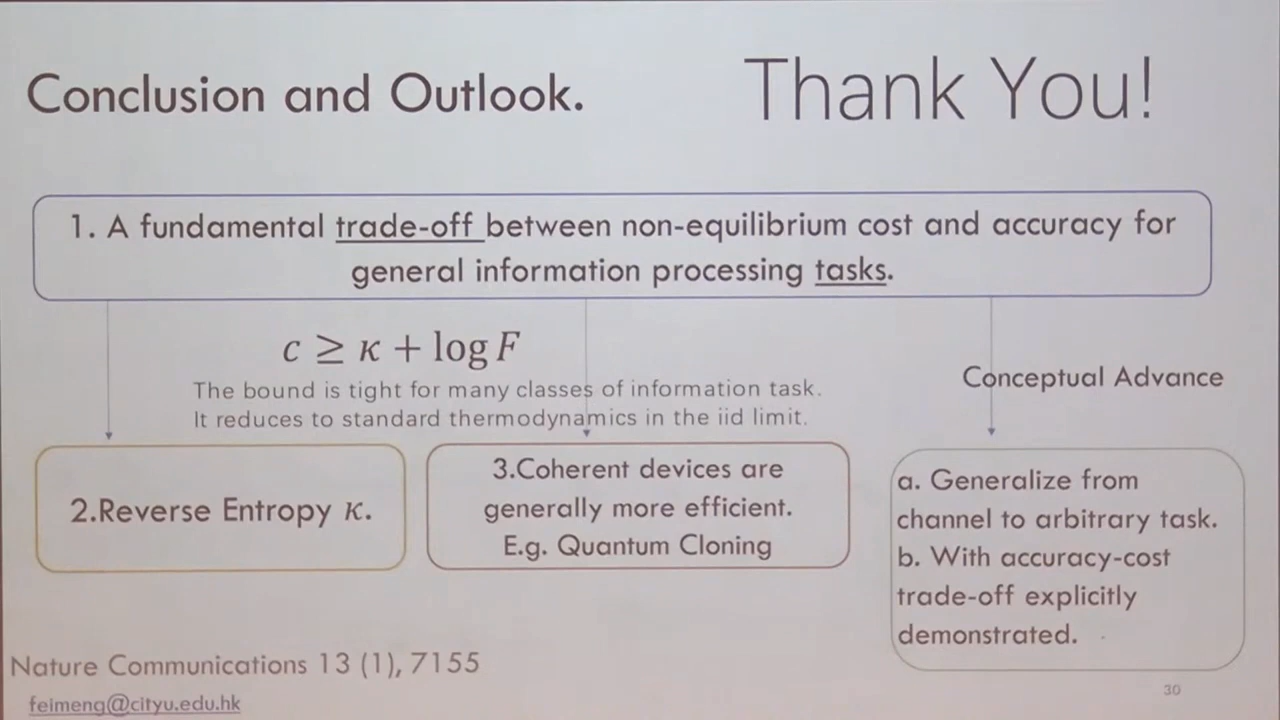 Conclusion and Outlook.
Thank You!
1. A fundamental trade-off between non-equilibrium cost and accuracy for
general information processing tasks.
c ≥ κ + log F
The bound is tight for many classes of information task.
It reduces to standard thermodynamics in the iid limit.
Conceptual Advance
2.Reverse Entropy κ.
3.Coherent devices are
generally more efficient.
E.g. Quantum Cloning
a. Generalize from
channel to arbitrary task.
b. With accuracy-cost
trade-off explicitly
demonstrated.
Nature Communications 13 (1), 7155
feimeng@cityu.edu.hk
30